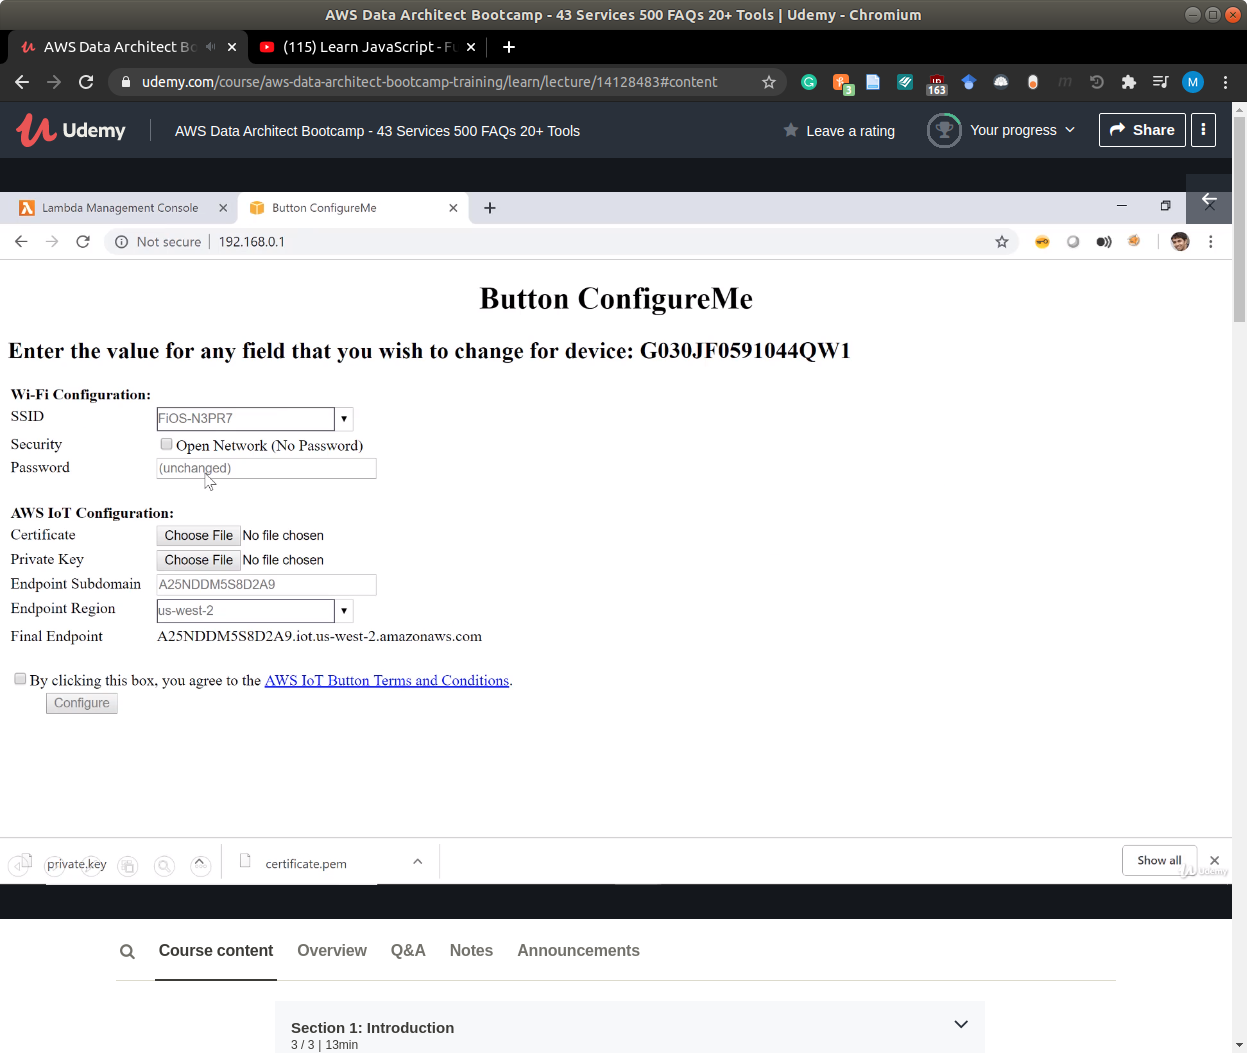 AWS Data Architect Bootcamp - 43 Services 500 FAQs 20+ Tools | Udemy - Chromium
AWS Data Architect Bo
(115) Learn JavaScript - Fu
udemy.com/course/aws-data-architect-bootcamp-training/learn/lecture/14128483#content
3
163
M
Udemy
AWS Data Architect Bootcamp - 43 Services 500 FAQs 20+ Tools
Leave a rating
Your progress
Share
Lambda Management Console
Button ConfigureMe
Not secure | 192.168.0.1
Button ConfigureMe
Enter the value for any field that you wish to change for device: G030JF0591044QW1
Wi-Fi Configuration:
SSID FiOS-N3PR7
Security Open Network (No Password)
Password (unchanged)
AWS IoT Configuration:
Certificate Choose File No file chosen
Private Key Choose File No file chosen
Endpoint Subdomain A25NDDM5S8D2A9
Endpoint Region us-west-2
Final Endpoint A25NDDM5S8D2A9.iot.us-west-2.amazonaws.com
By clicking this box, you agree to the AWS IoT Button Terms and Conditions.
Configure
private.key
certificate.pem
Show all
Udemy
Course content
Overview
Q&A
Notes
Announcements
Section 1: Introduction
3 / 3 | 13min